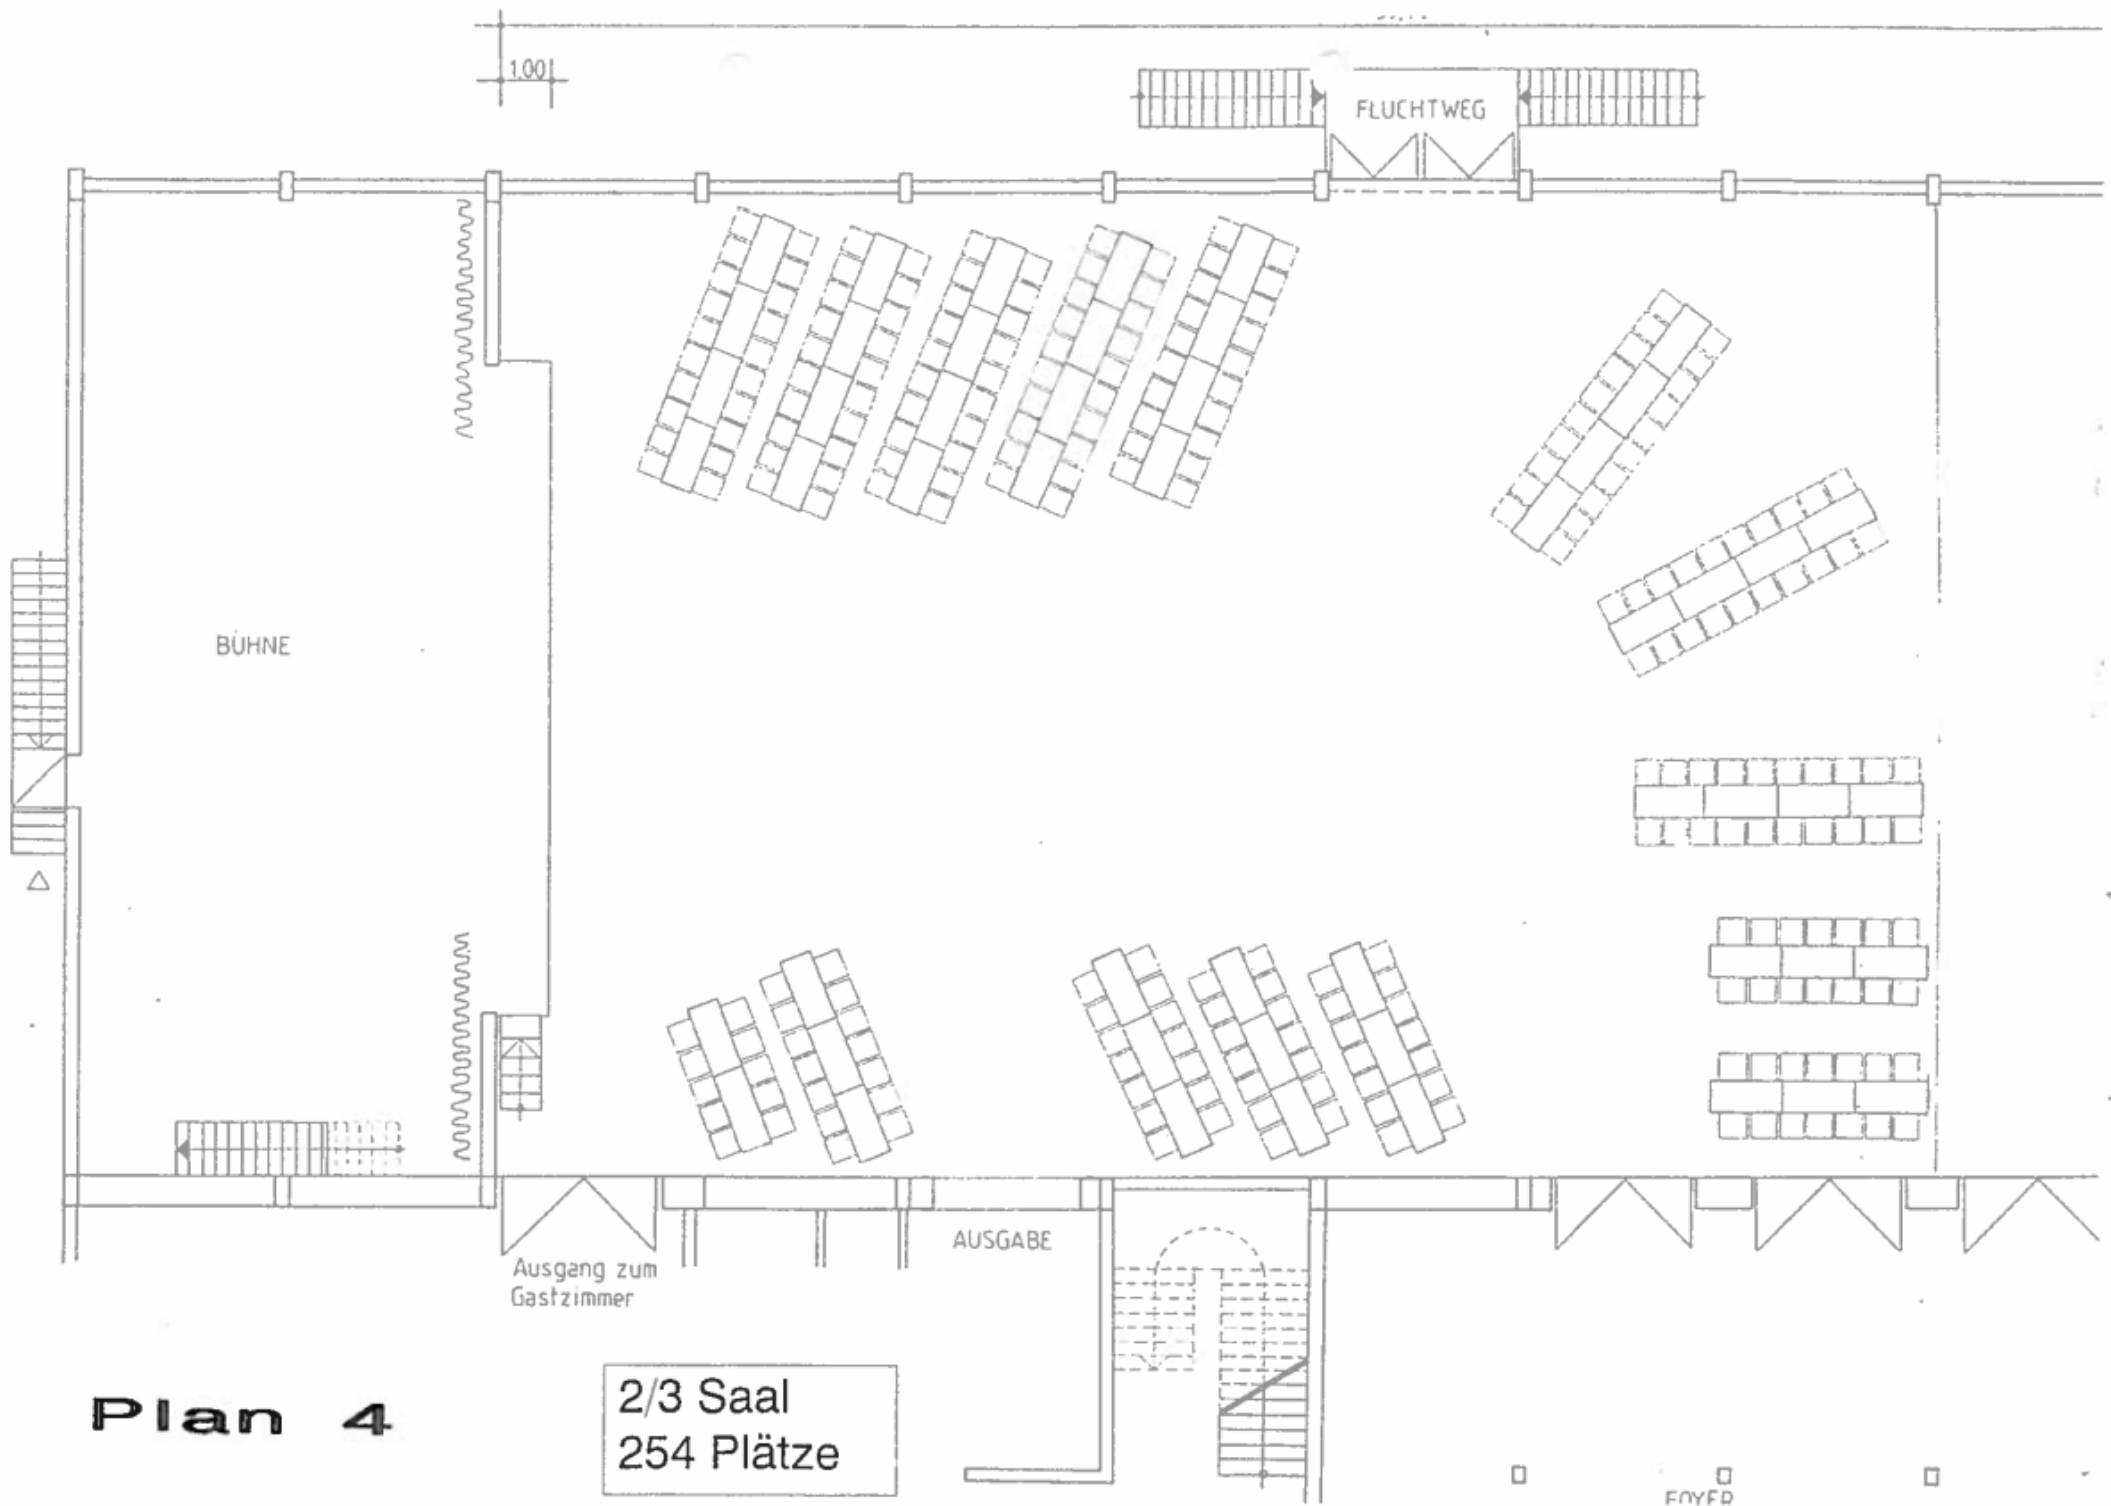 1.00
FLUCHTWEG
BÜHNE
AUSGABE
Ausgang zum
Gastzimmer
Plan 4
2/3 Saal
254 Plätze
FOYER